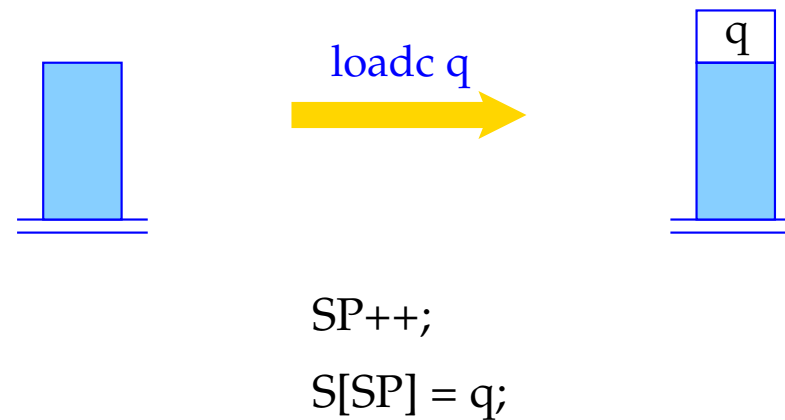 q
loadc q
SP++;
S[SP] = q;